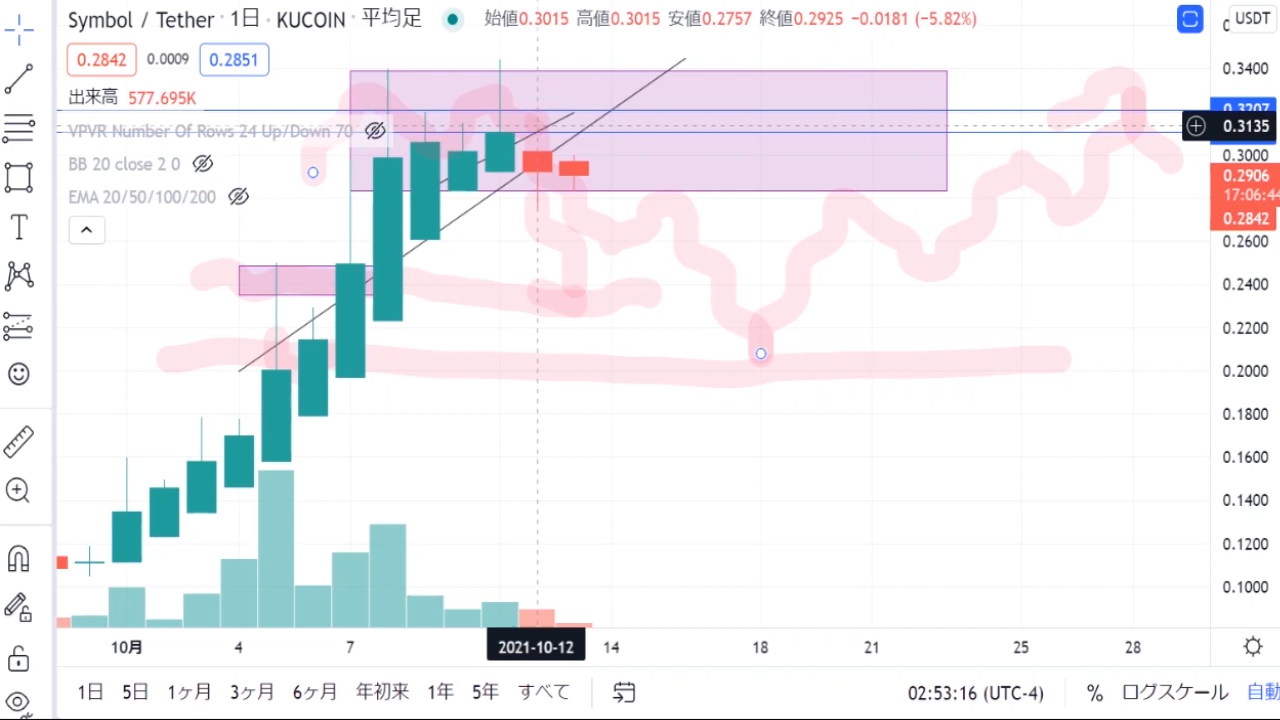 Symbol / Tether · 1日 · KUCOIN · 平均足 始値0.3015 高値0.3015 安値0.2757 終値0.2925 −0.0181 (−5.82%) USDT
0.2842 0.0009 0.2851
0.3400
出来高 577.695K
0.3207
VPVR Number Of Rows 24 Up/Down 70
0.3135
BB 20 close 2 0
0.3000
0.2906
17:06:44
EMA 20/50/100/200
0.2842
0.2600
0.2400
0.2200
0.2000
0.1800
0.1600
0.1400
0.1200
0.1000
10月 4 7 2021-10-12 14 18 21 25 28
1日 5日 1ヶ月 3ヶ月 6ヶ月 年初来 1年 5年 すべて 02:53:16 (UTC-4) % ログスケール 自動